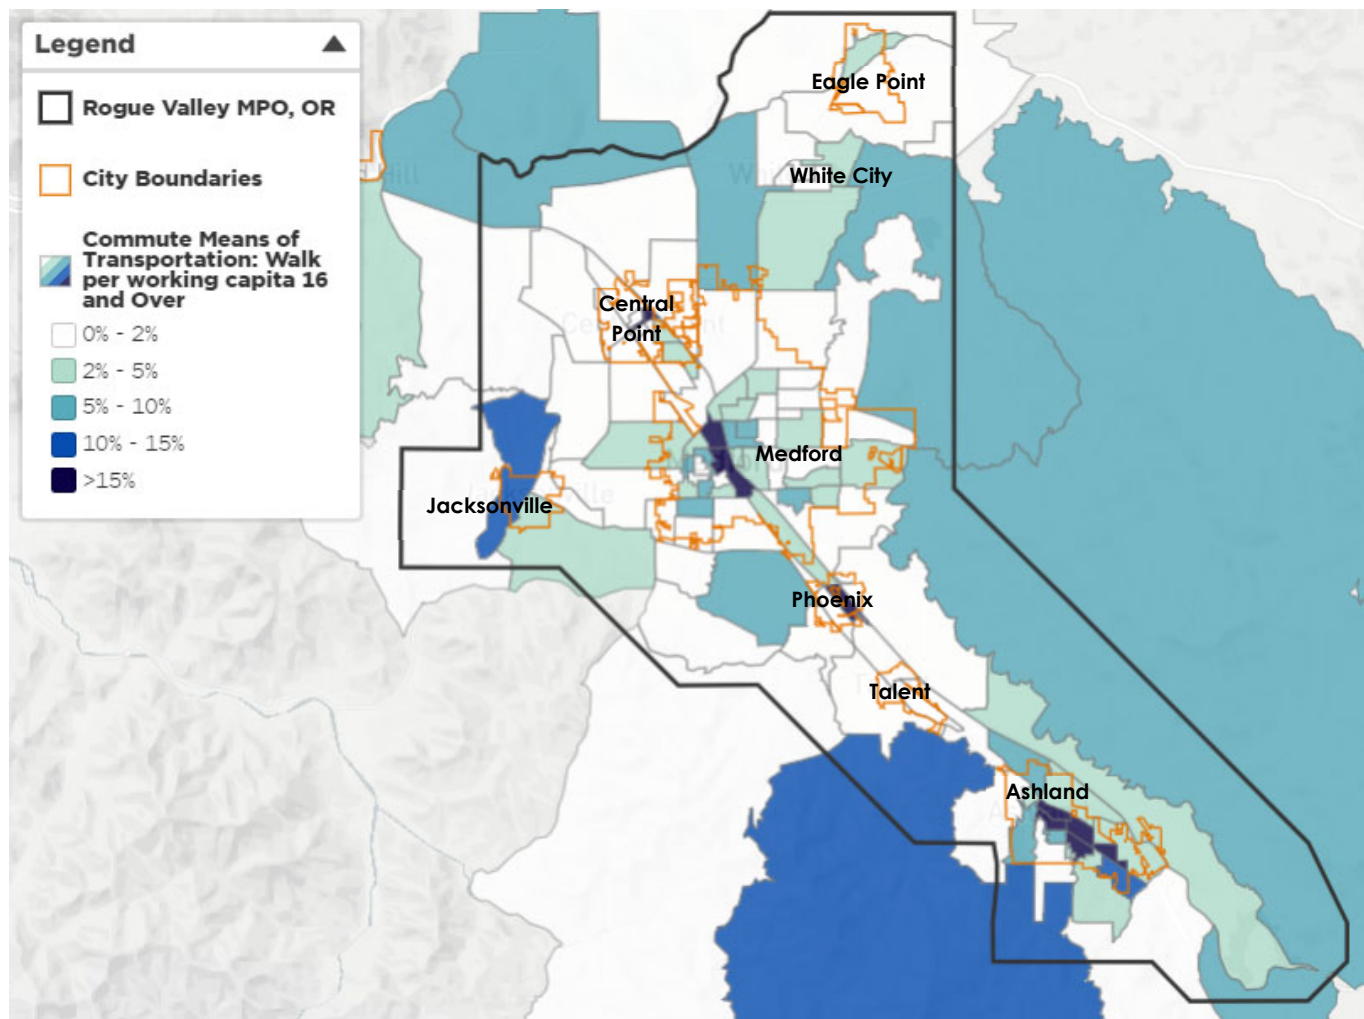 Legend
Rogue Valley MPO, OR
City Boundaries
Commute Means of
Transportation: Walk
per working capita 16
and Over
0% - 2%
2% - 5%
5% - 10%
10% - 15%
>15%
Eagle Point
Hill
White City
Central
Point
Medford
Jacksonville
Phoenix
Talent
Ashland